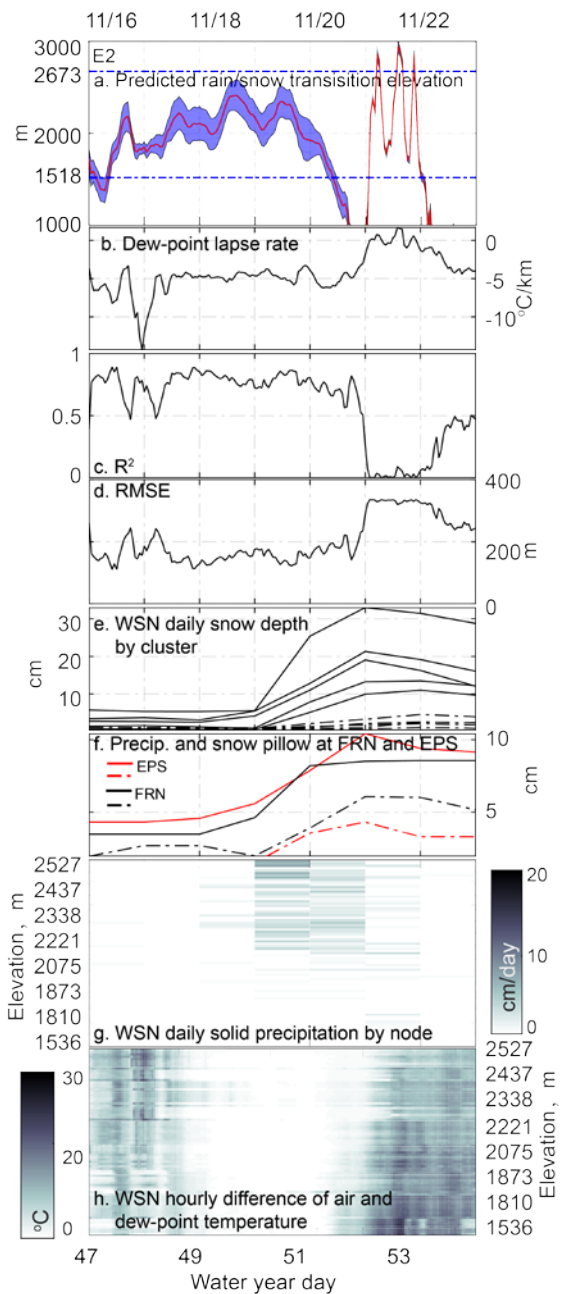 11/16 11/18 11/20 11/22
3000
E2
2673
a. Predicted rain/snow transisition elevation
m
2000
1518
1000
b. Dew-point lapse rate
0
-5
-10
°C/km
1
0.5
0
c. R²
d. RMSE
400
200
m
0
30
e. WSN daily snow depth
by cluster
20
cm
10
f. Precip. and snow pillow at FRN and EPS
10
EPS
cm
FRN
5
2527
2437
2338
2221
2075
1873
1810
1536
Elevation, m
20
10
0
cm/day
g. WSN daily solid precipitation by node
2527
2437
2338
2221
2075
1873
1810
1536
Elevation, m
30
20
0
°C
h. WSN hourly difference of air and
dew-point temperature
47 49 51 53
Water year day